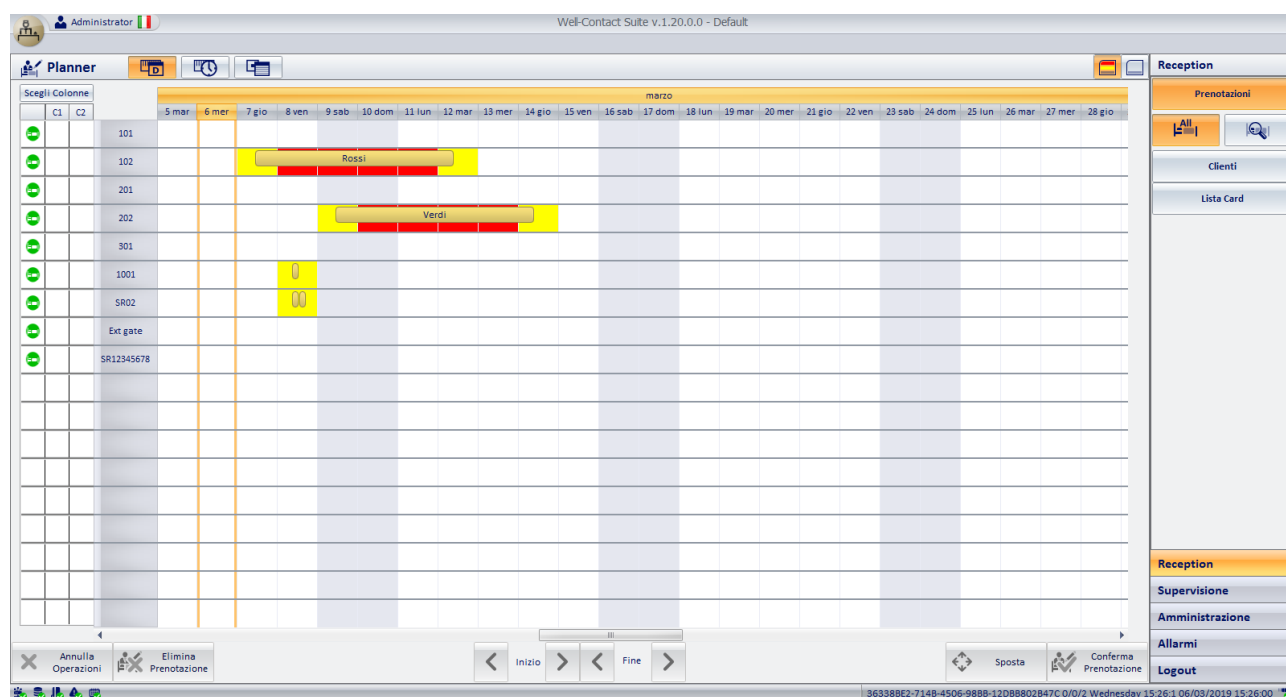 Administrator
Well-Contact Suite v.1.20.0.0 - Default
Planner
D
Reception
Scegli Colonne
Prenotazioni
marzo
C1 C2
5 mar 6 mer 7 gio 8 ven 9 sab 10 dom 11 lun 12 mar 13 mer 14 gio 15 ven 16 sab 17 dom 18 lun 19 mar 20 mer 21 gio 22 ven 23 sab 24 dom 25 lun 26 mar 27 mer 28 gio
All
101
102
Rossi
Clienti
201
Lista Card
202
Verdi
301
1001
SR02
Ext gate
SR12345678
Reception
Supervisione
Amministrazione
Allarmi
Logout
Annulla
Operazioni
Elimina
Prenotazione
Inizio
Fine
Sposta
Conferma
Prenotazione
36338BE2-714B-4506-98BB-12DBB802B47C 0/0/2 Wednesday 15:26:1 06/03/2019 15:26:00